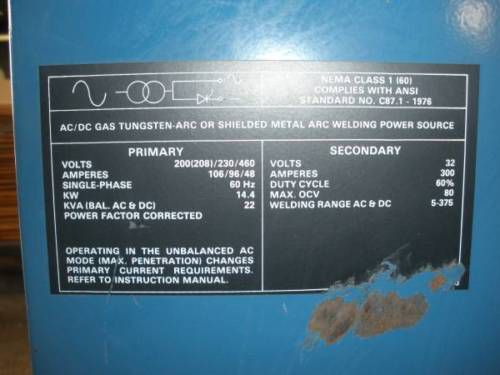 NEMA CLASS 1 (60)
COMPLIES WITH ANSI
STANDARD NO. C87.1 - 1976
AC/DC GAS TUNGSTEN-ARC OR SHIELDED METAL ARC WELDING POWER SOURCE
PRIMARY
VOLTS 200(208)/230/460
AMPERES 106/96/48
SINGLE-PHASE 60 Hz
KW 14.4
KVA (BAL. AC & DC) 22
POWER FACTOR CORRECTED
OPERATING IN THE UNBALANCED AC
MODE (MAX. PENETRATION) CHANGES
PRIMARY CURRENT REQUIREMENTS.
REFER TO INSTRUCTION MANUAL.
SECONDARY
VOLTS 32
AMPERES 300
DUTY CYCLE 60%
MAX. OCV 80
WELDING RANGE AC & DC 5-375